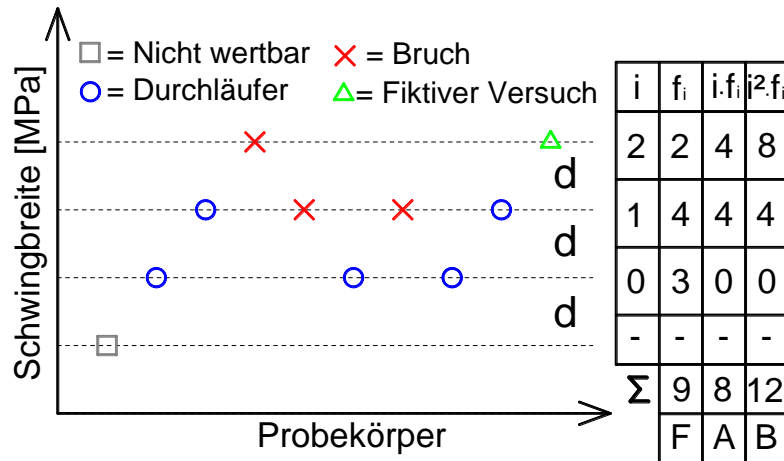 = Nicht wertbar
= Bruch
= Durchläufer
= Fiktiver Versuch
Schwingbreite [MPa]
d
d
d
Probekörper
i fᵢ i·fᵢ i²·fᵢ
2 2 4 8
1 4 4 4
0 3 0 0
- - - -
Σ 9 8 12
F A B